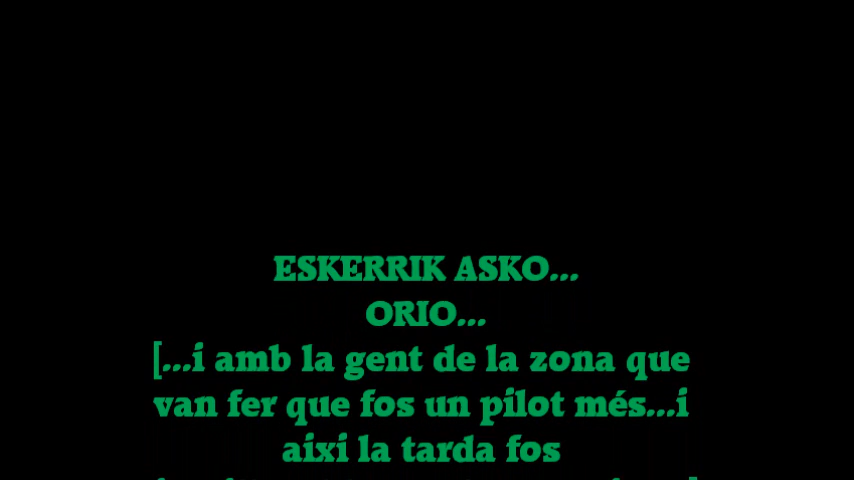 ESKERRIK ASKO...
ORIO...
[...i amb la gent de la zona que
van fer que fos un pilot més...i
aixi la tarda fos